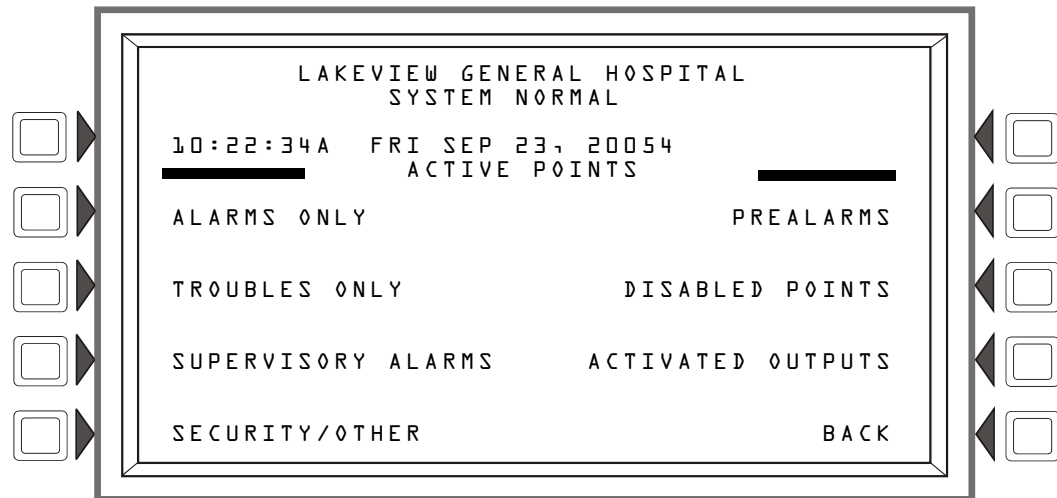 LAKEVIEW GENERAL HOSPITAL
SYSTEM NORMAL
10:22:34A FRI SEP 23, 20054
ACTIVE POINTS
ALARMS ONLY PREALARMS
TROUBLES ONLY DISABLED POINTS
SUPERVISORY ALARMS ACTIVATED OUTPUTS
SECURITY/OTHER BACK